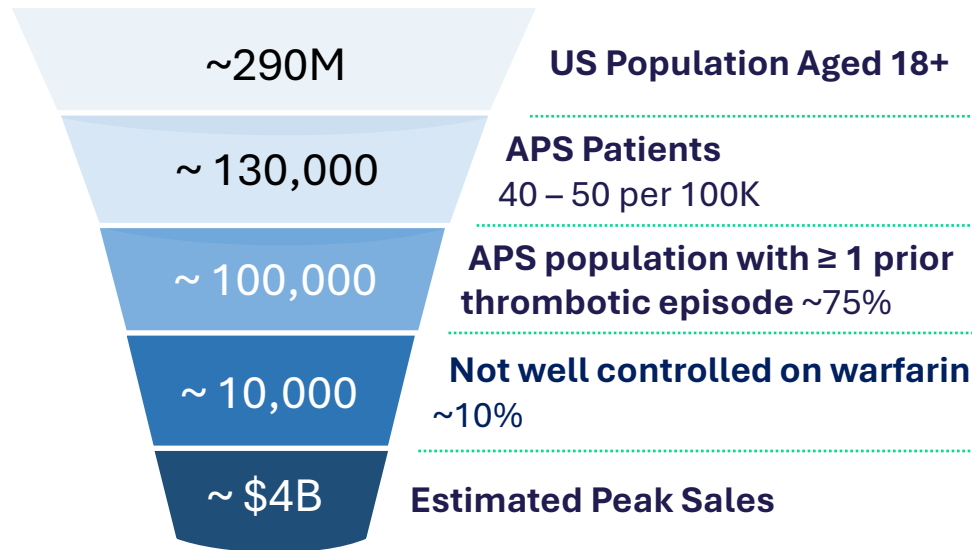 ~290M
US Population Aged 18+
~ 130,000
APS Patients
40 – 50 per 100K
~ 100,000
APS population with ≥ 1 prior
thrombotic episode ~75%
~ 10,000
Not well controlled on warfarin
~10%
~ $4B
Estimated Peak Sales